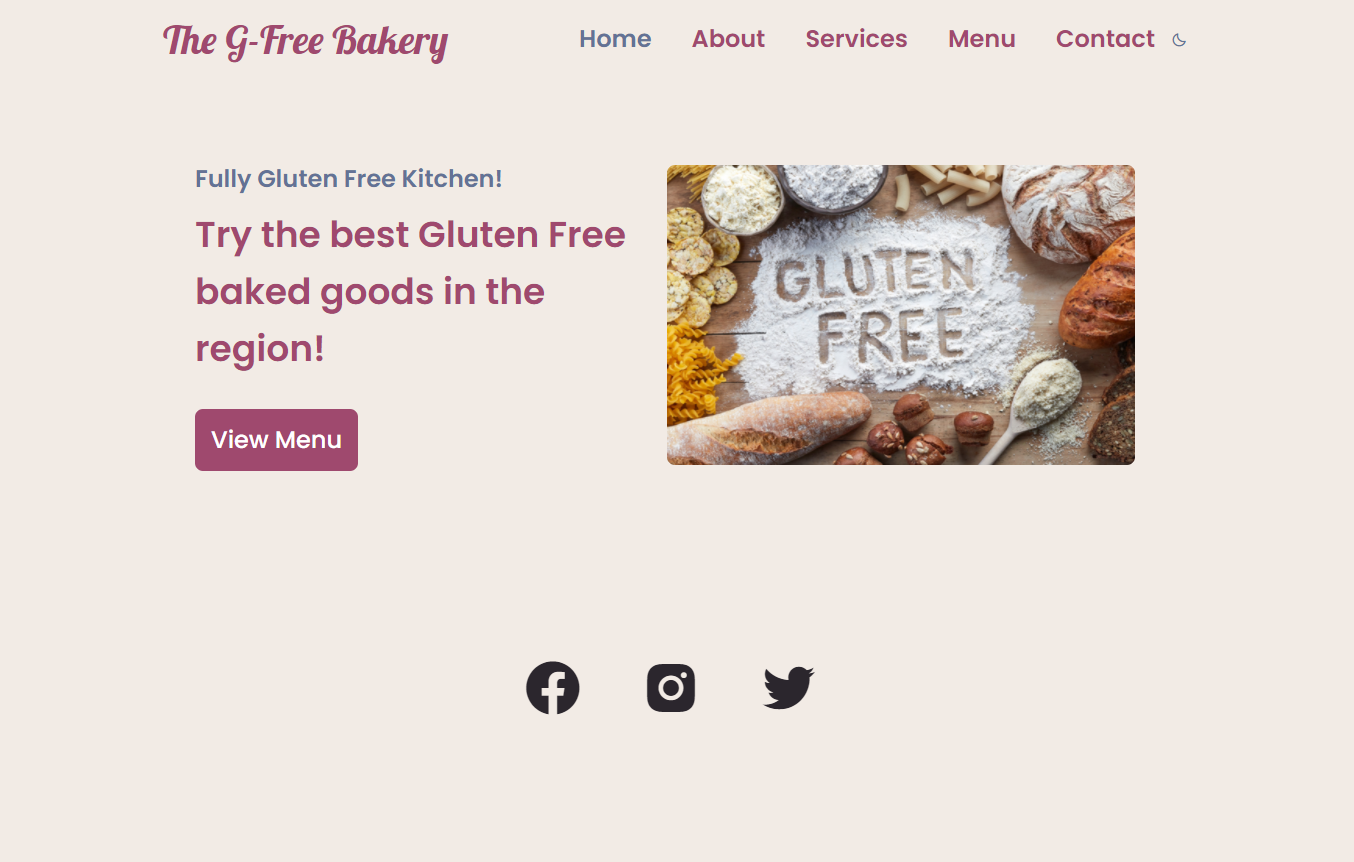 The G-Free Bakery
Home About Services Menu Contact
Fully Gluten Free Kitchen!
Try the best Gluten Free
baked goods in the
region!
View Menu
GLUTEN
FREE